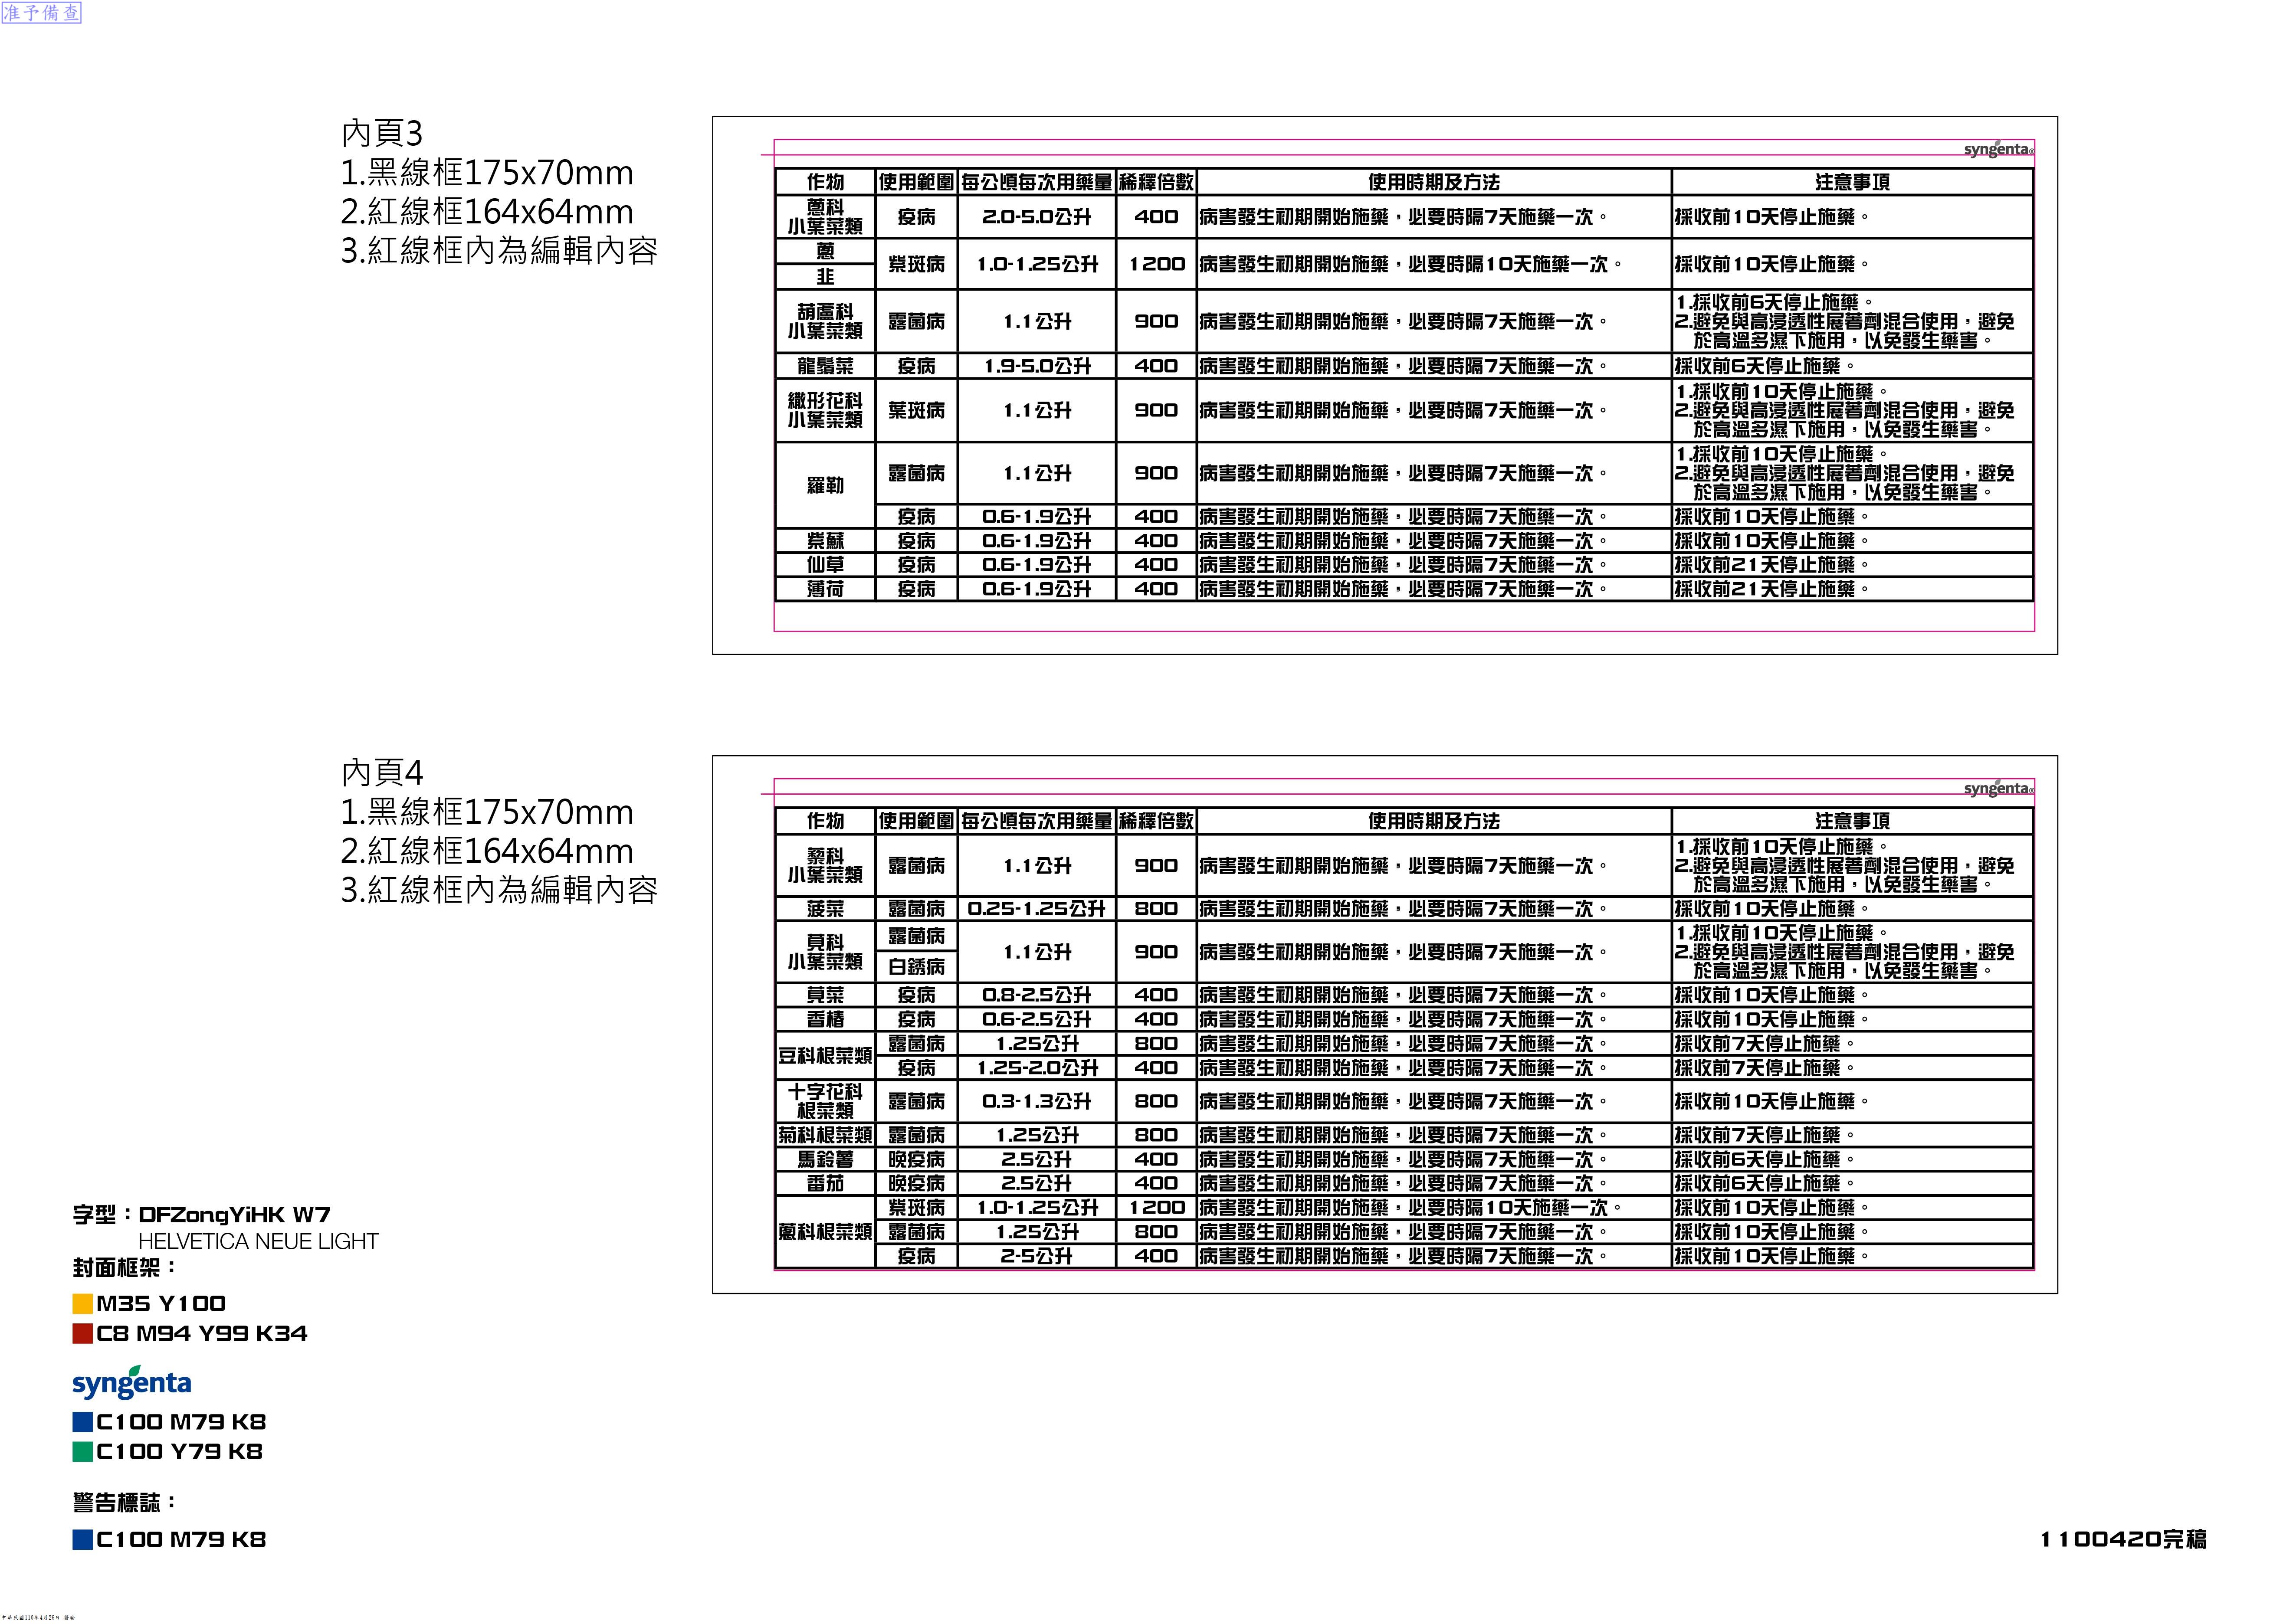 准予備查
內頁3
1.黑線框175x70mm
2.紅線框164x64mm
3.紅線框內為編輯內容
syngenta®
作物 使用範圍 每公頃每次用藥量 稀釋倍數 使用時期及方法 注意事項
蔥科
小葉菜類 疫病 2.0-5.0公升 400 病害發生初期開始施藥，必要時隔7天施藥一次。 採收前10天停止施藥。
蔥
韭 紫斑病 1.0-1.25公升 1200 病害發生初期開始施藥，必要時隔10天施藥一次。 採收前10天停止施藥。
葫蘆科
小葉菜類 露菌病 1.1公升 900 病害發生初期開始施藥，必要時隔7天施藥一次。 1.採收前6天停止施藥。
2.避免與高浸透性展著劑混合使用，避免
於高溫多濕下施用，以免發生藥害。
龍鬚菜 疫病 1.9-5.0公升 400 病害發生初期開始施藥，必要時隔7天施藥一次。 採收前6天停止施藥。
繖形花科
小葉菜類 葉斑病 1.1公升 900 病害發生初期開始施藥，必要時隔7天施藥一次。 1.採收前10天停止施藥。
2.避免與高浸透性展著劑混合使用，避免
於高溫多濕下施用，以免發生藥害。
羅勒 露菌病 1.1公升 900 病害發生初期開始施藥，必要時隔7天施藥一次。 1.採收前10天停止施藥。
2.避免與高浸透性展著劑混合使用，避免
於高溫多濕下施用，以免發生藥害。
疫病 0.6-1.9公升 400 病害發生初期開始施藥，必要時隔7天施藥一次。 採收前10天停止施藥。
紫蘇 疫病 0.6-1.9公升 400 病害發生初期開始施藥，必要時隔7天施藥一次。 採收前10天停止施藥。
仙草 疫病 0.6-1.9公升 400 病害發生初期開始施藥，必要時隔7天施藥一次。 採收前21天停止施藥。
薄荷 疫病 0.6-1.9公升 400 病害發生初期開始施藥，必要時隔7天施藥一次。 採收前21天停止施藥。
內頁4
1.黑線框175x70mm
2.紅線框164x64mm
3.紅線框內為編輯內容
syngenta®
作物 使用範圍 每公頃每次用藥量 稀釋倍數 使用時期及方法 注意事項
藜科
小葉菜類 露菌病 1.1公升 900 病害發生初期開始施藥，必要時隔7天施藥一次。 1.採收前10天停止施藥。
2.避免與高浸透性展著劑混合使用，避免
於高溫多濕下施用，以免發生藥害。
菠菜 露菌病 0.25-1.25公升 800 病害發生初期開始施藥，必要時隔7天施藥一次。 採收前10天停止施藥。
莧科
小葉菜類 露菌病
白銹病 1.1公升 900 病害發生初期開始施藥，必要時隔7天施藥一次。 1.採收前10天停止施藥。
2.避免與高浸透性展著劑混合使用，避免
於高溫多濕下施用，以免發生藥害。
莧菜 疫病 0.8-2.5公升 400 病害發生初期開始施藥，必要時隔7天施藥一次。 採收前10天停止施藥。
香椿 疫病 0.6-2.5公升 400 病害發生初期開始施藥，必要時隔7天施藥一次。 採收前10天停止施藥。
豆科根菜類 露菌病 1.25公升 800 病害發生初期開始施藥，必要時隔7天施藥一次。 採收前7天停止施藥。
疫病 1.25-2.0公升 400 病害發生初期開始施藥，必要時隔7天施藥一次。 採收前7天停止施藥。
十字花科
根菜類 露菌病 0.3-1.3公升 800 病害發生初期開始施藥，必要時隔7天施藥一次。 採收前10天停止施藥。
菊科根菜類 露菌病 1.25公升 800 病害發生初期開始施藥，必要時隔7天施藥一次。 採收前7天停止施藥。
馬鈴薯 晚疫病 2.5公升 400 病害發生初期開始施藥，必要時隔7天施藥一次。 採收前6天停止施藥。
番茄 晚疫病 2.5公升 400 病害發生初期開始施藥，必要時隔7天施藥一次。 採收前6天停止施藥。
蔥科根菜類 紫斑病 1.0-1.25公升 1200 病害發生初期開始施藥，必要時隔10天施藥一次。 採收前10天停止施藥。
露菌病 1.25公升 800 病害發生初期開始施藥，必要時隔7天施藥一次。 採收前10天停止施藥。
疫病 2-5公升 400 病害發生初期開始施藥，必要時隔7天施藥一次。 採收前10天停止施藥。
字型：DFZongYiHK W7
HELVETICA NEUE LIGHT
封面框架：
M35 Y100
C8 M94 Y99 K34
syngenta
C100 M79 K8
C100 Y79 K8
警告標誌：
C100 M79 K8
1100420完稿
中華民國110年4月26日